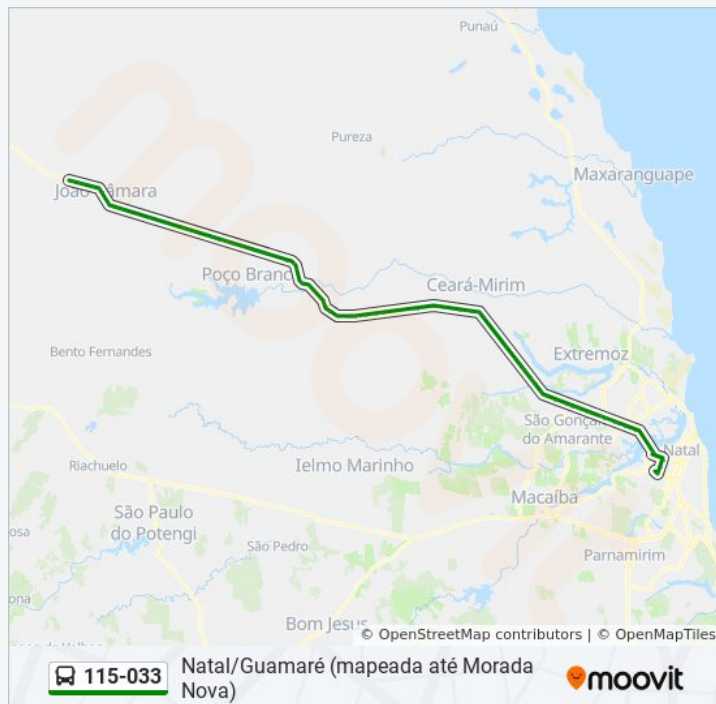 Punaú
Pureza
Maxaranguape
João Câmara
Poço Branco
Ceará-Mirim
Bento Fernandes
Extremoz
São Gonçalo
do Amarante
Natal
Riachuelo
Ielmo Marinho
Macaíba
São Paulo
do Potengi
São Pedro
Parnamirim
Bom Jesus
© OpenStreetMap contributors | © OpenMapTiles
115-033
Natal/Guamaré (mapeada até Morada
Nova)
moovit